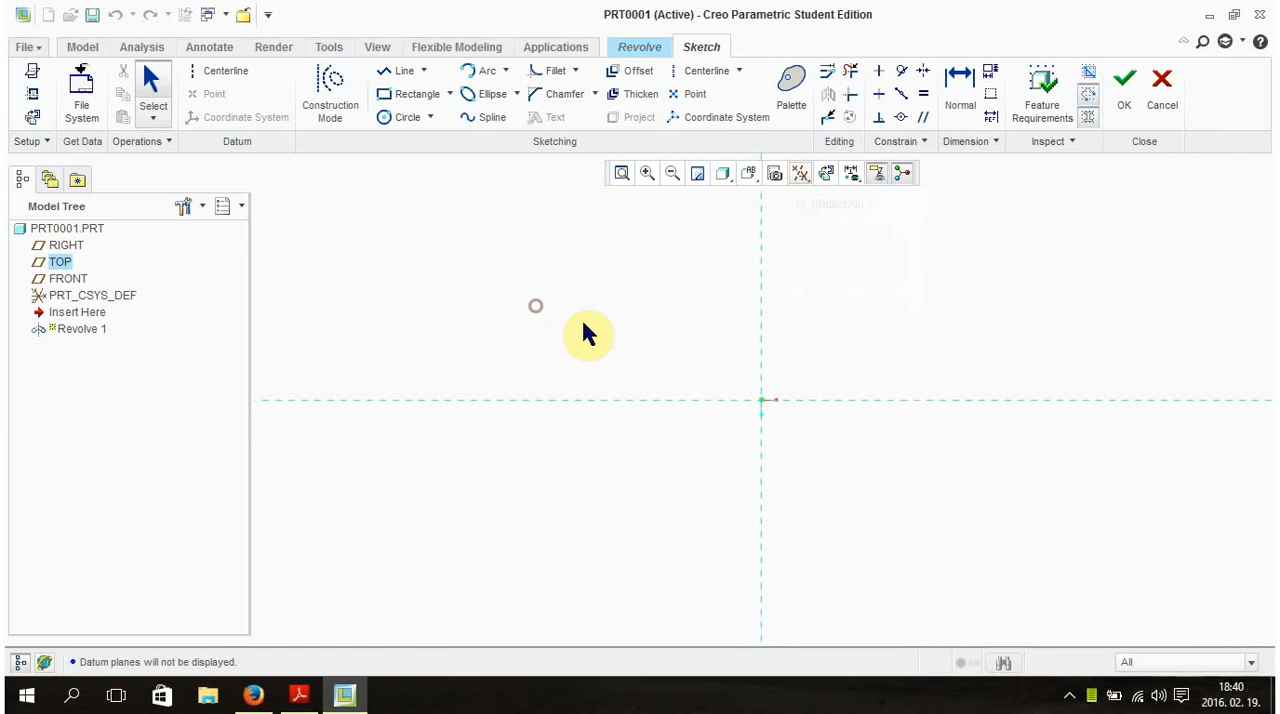 PRT0001 (Active) - Creo Parametric Student Edition
File Model Analysis Annotate Render Tools View Flexible Modeling Applications Revolve Sketch
Centerline Line Arc Fillet Offset Centerline
Point Rectangle Ellipse Chamfer Thicken Point
Coordinate System Circle Spline Text Project Coordinate System
File System Select Construction Mode Palette Normal Feature Requirements OK Cancel
Setup Get Data Operations Datum Sketching Editing Constrain Dimension Inspect Close
Model Tree
PRT0001.PRT
RIGHT
TOP
FRONT
PRT_CSYS_DEF
Insert Here
Revolve 1
Datum planes will not be displayed.
All
18:40
2016. 02. 19.